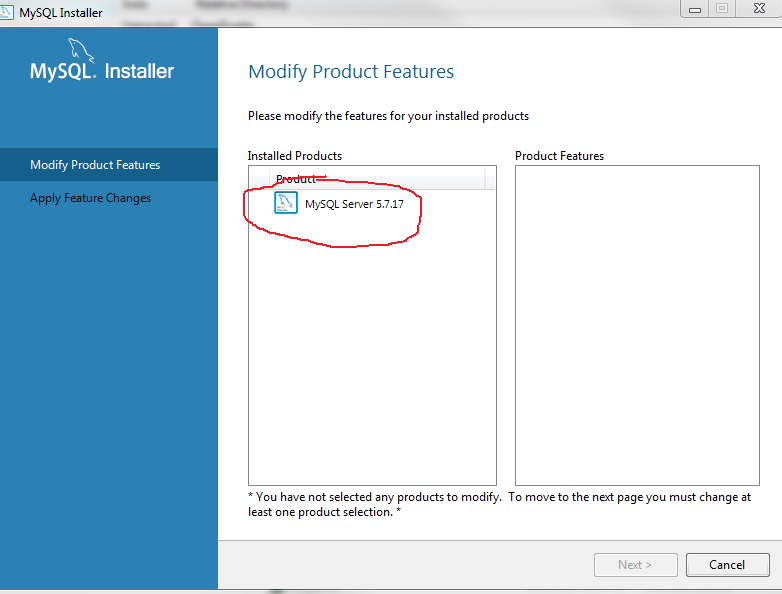 MySQL Installer
MySQL. Installer
Modify Product Features
Please modify the features for your installed products
Modify Product Features
Apply Feature Changes
Installed Products
Product
MySQL Server 5.7.17
Product Features
* You have not selected any products to modify. To move to the next page you must change at
least one product selection. *
Next >
Cancel